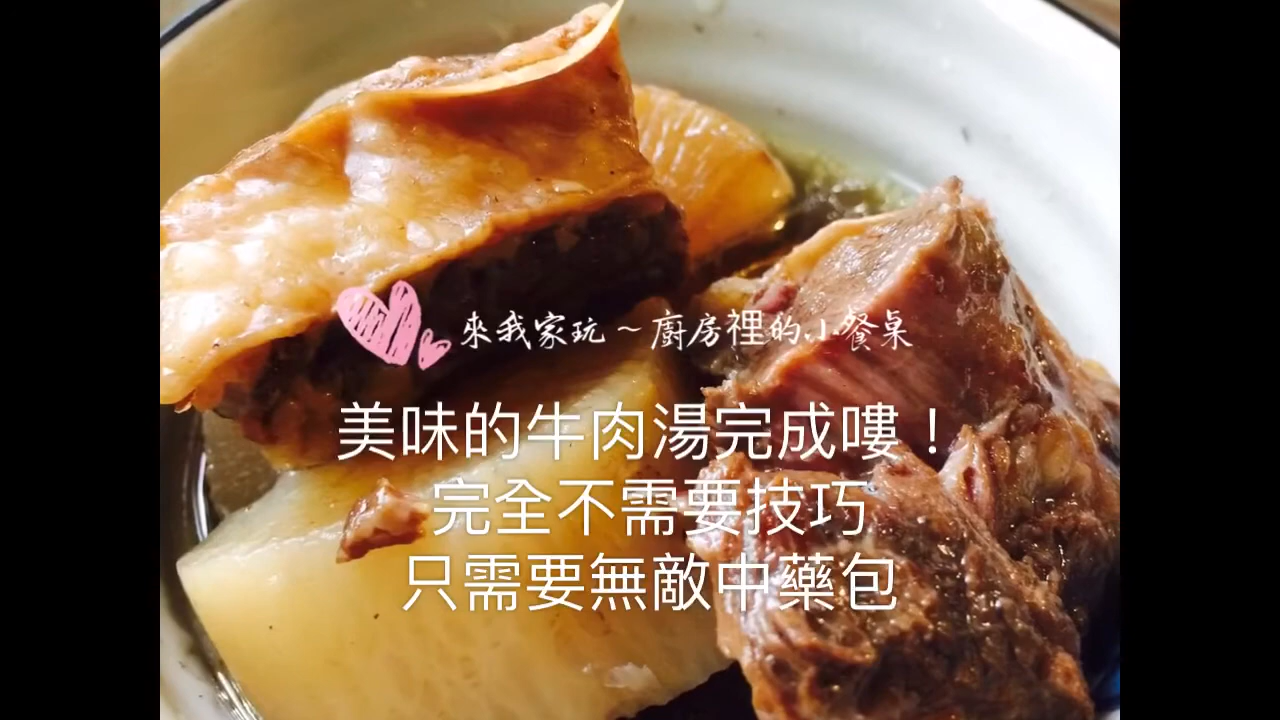 來我家玩～廚房裡的小餐桌
美味的牛肉湯完成嘍！
完全不需要技巧
只需要無敵中藥包